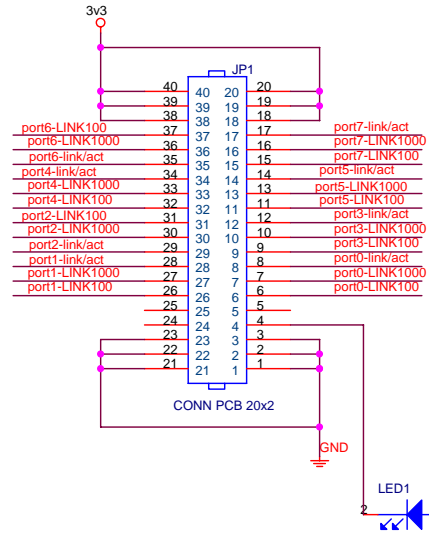 3v3
JP1
40 40 20 20
39 39 19 19
38 38 18 18
port6-LINK100 37 37 17 17 port7-link/act
port6-LINK1000 36 36 16 16 port7-LINK1000
port6-link/act 35 35 15 15 port7-LINK100
port4-link/act 34 34 14 14 port5-link/act
port4-LINK1000 33 33 13 13 port5-LINK1000
port4-LINK100 32 32 11 11 port5-LINK100
port2-LINK100 31 31 12 12 port3-link/act
port2-LINK1000 30 30 10 10 port3-LINK1000
port2-link/act 29 29 9 9 port3-LINK100
port1-link/act 28 28 8 8 port0-link/act
port1-LINK1000 27 27 7 7 port0-LINK1000
port1-LINK100 26 26 6 6 port0-LINK100
25 25 5 5
24 24 4 4
23 23 3 3
22 22 2 2
21 21 1 1
CONN PCB 20x2
GND
LED1
2